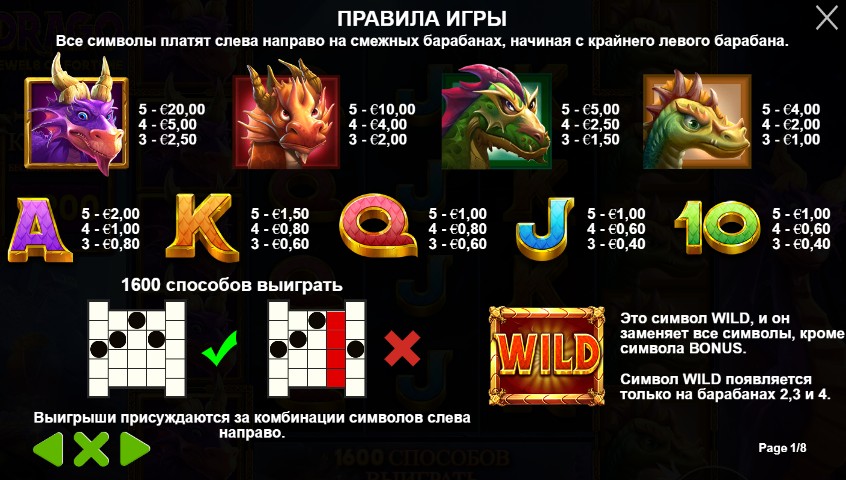 ПРАВИЛА ИГРЫ
Все символы платят слева направо на смежных барабанах, начиная с крайнего левого барабана.
5 - €20,00
4 - €5,00
3 - €2,50
5 - €10,00
4 - €4,00
3 - €2,00
5 - €5,00
4 - €2,50
3 - €1,50
5 - €4,00
4 - €2,00
3 - €1,00
A
5 - €2,00
4 - €1,00
3 - €0,80
K
5 - €1,50
4 - €0,80
3 - €0,60
Q
5 - €1,00
4 - €0,80
3 - €0,60
J
5 - €1,00
4 - €0,60
3 - €0,40
10
5 - €1,00
4 - €0,60
3 - €0,40
1600 способов выиграть
WILD
Это символ WILD, и он
заменяет все символы, кроме
символа BONUS.
Символ WILD появляется
только на барабанах 2,3 и 4.
Выигрыши присуждаются за комбинации символов слева
направо.
Page 1/8
1600 СПОСОБОВ
ВЫИГРАТЬ